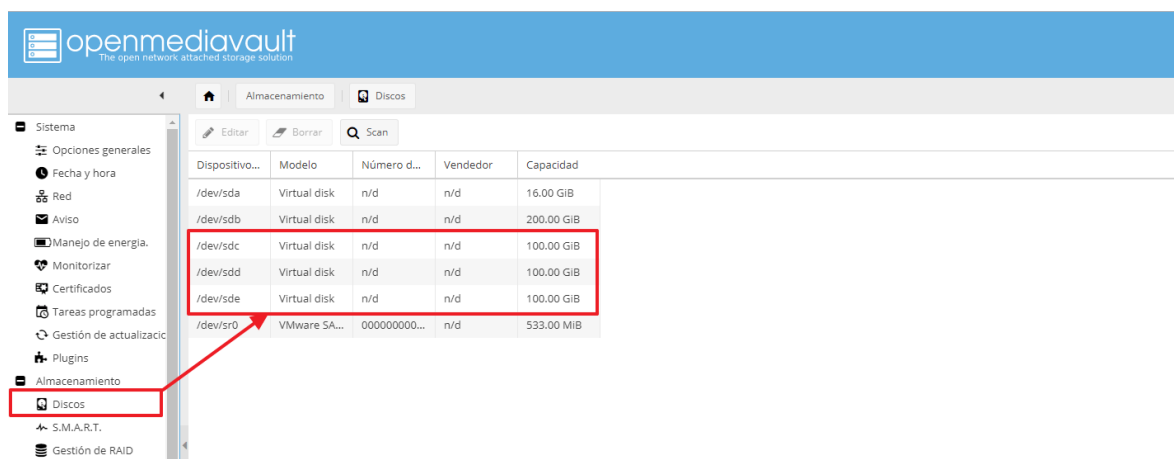 openmediavault
The open network attached storage solution
Almacenamiento Discos
Sistema
Opciones generales
Fecha y hora
Red
Aviso
Manejo de energia.
Monitorizar
Certificados
Tareas programadas
Gestión de actualizacic
Plugins
Almacenamiento
Discos
S.M.A.R.T.
Gestión de RAID
Editar Borrar Scan
Dispositivo... Modelo Número d... Vendedor Capacidad
/dev/sda Virtual disk n/d n/d 16.00 GiB
/dev/sdb Virtual disk n/d n/d 200.00 GiB
/dev/sdc Virtual disk n/d n/d 100.00 GiB
/dev/sdd Virtual disk n/d n/d 100.00 GiB
/dev/sde Virtual disk n/d n/d 100.00 GiB
/dev/sr0 VMware SA... 000000000... n/d 533.00 MiB